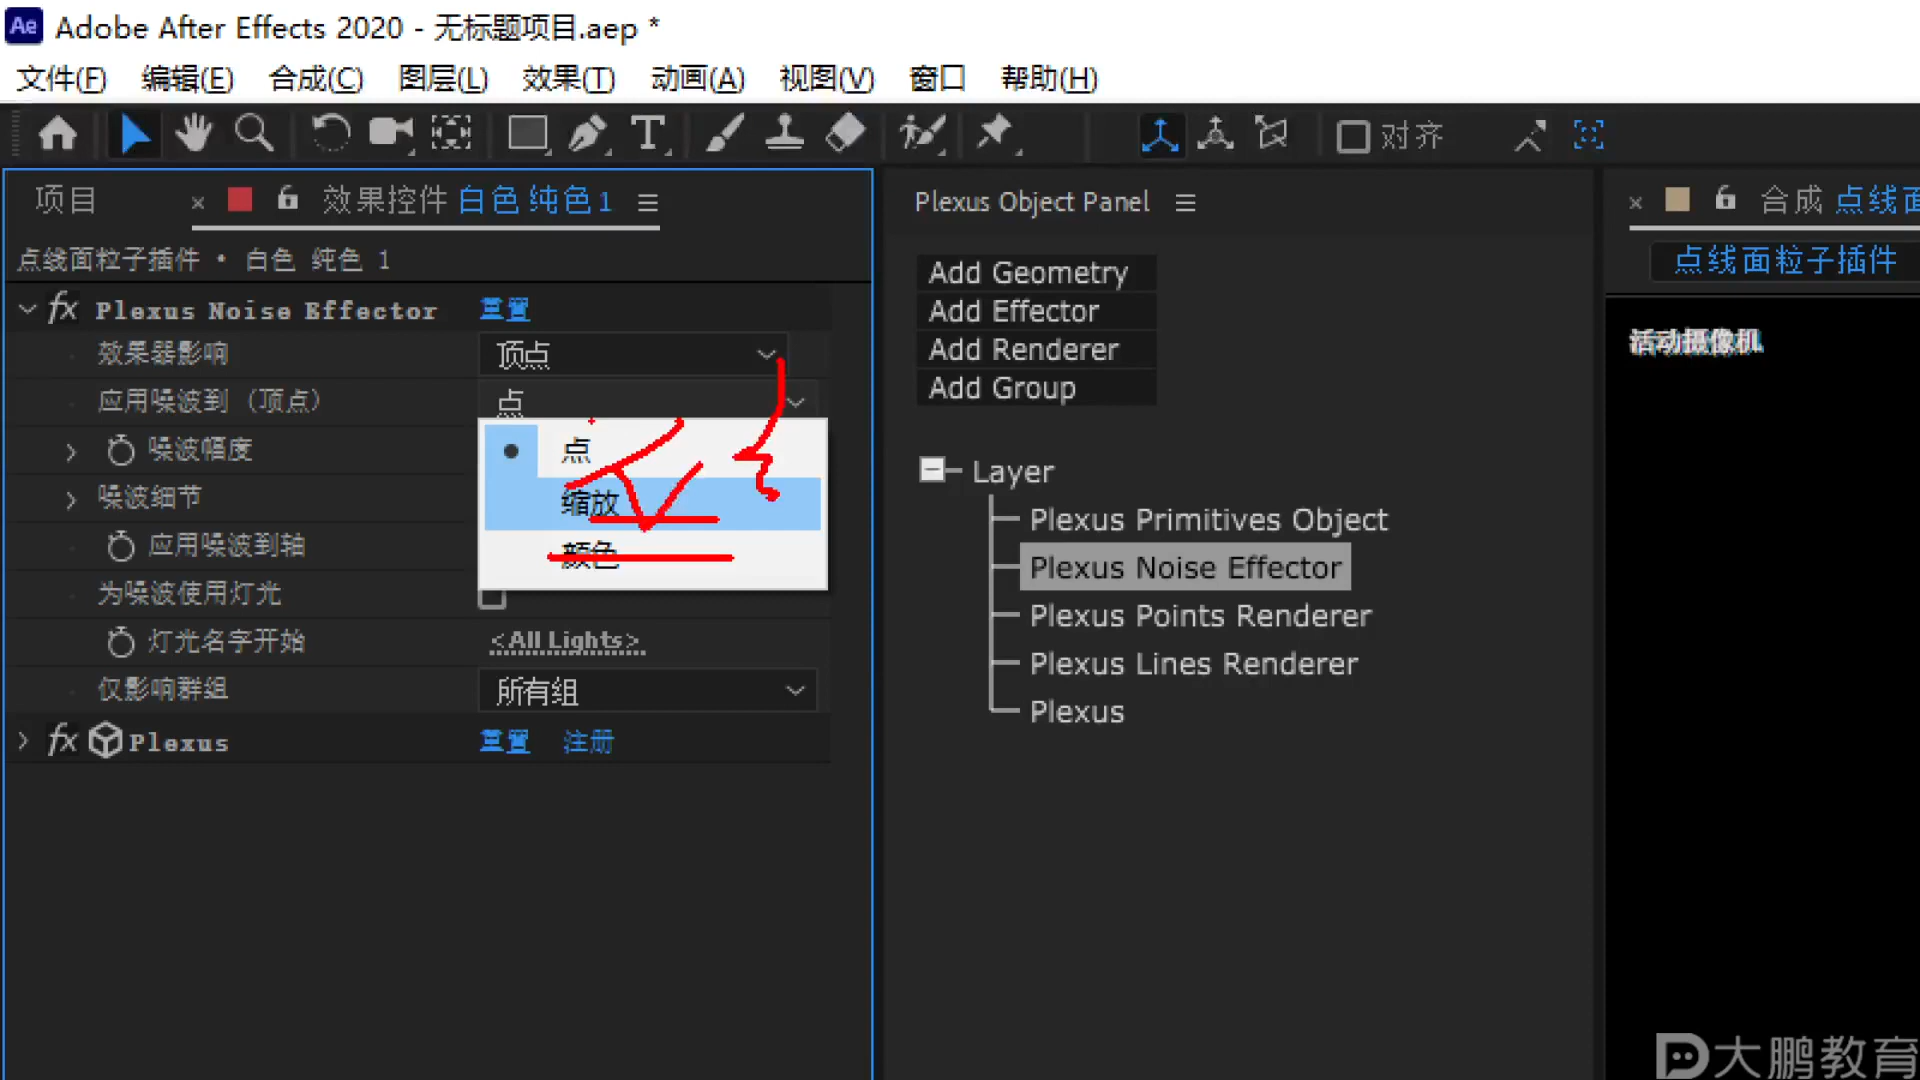 Ae Adobe After Effects 2020 - 无标题项目.aep *
文件(F) 编辑(E) 合成(C) 图层(L) 效果(T) 动画(A) 视图(V) 窗口 帮助(H)
T 对齐
项目 × 效果控件 白色 纯色 1
点线面粒子插件 • 白色 纯色 1
fx Plexus Noise Effector 重置
效果器影响 顶点
应用噪波到 (顶点) 点
点
缩放
颜色
噪波幅度
噪波细节
应用噪波到轴
为噪波使用灯光
灯光名字开始 <All Lights>
仅影响群组 所有组
fx Plexus 重置 注册
Plexus Object Panel
Add Geometry
Add Effector
Add Renderer
Add Group
Layer
Plexus Primitives Object
Plexus Noise Effector
Plexus Points Renderer
Plexus Lines Renderer
Plexus
× 合成 点线面
点线面粒子插件
活动摄像机
大鹏教育